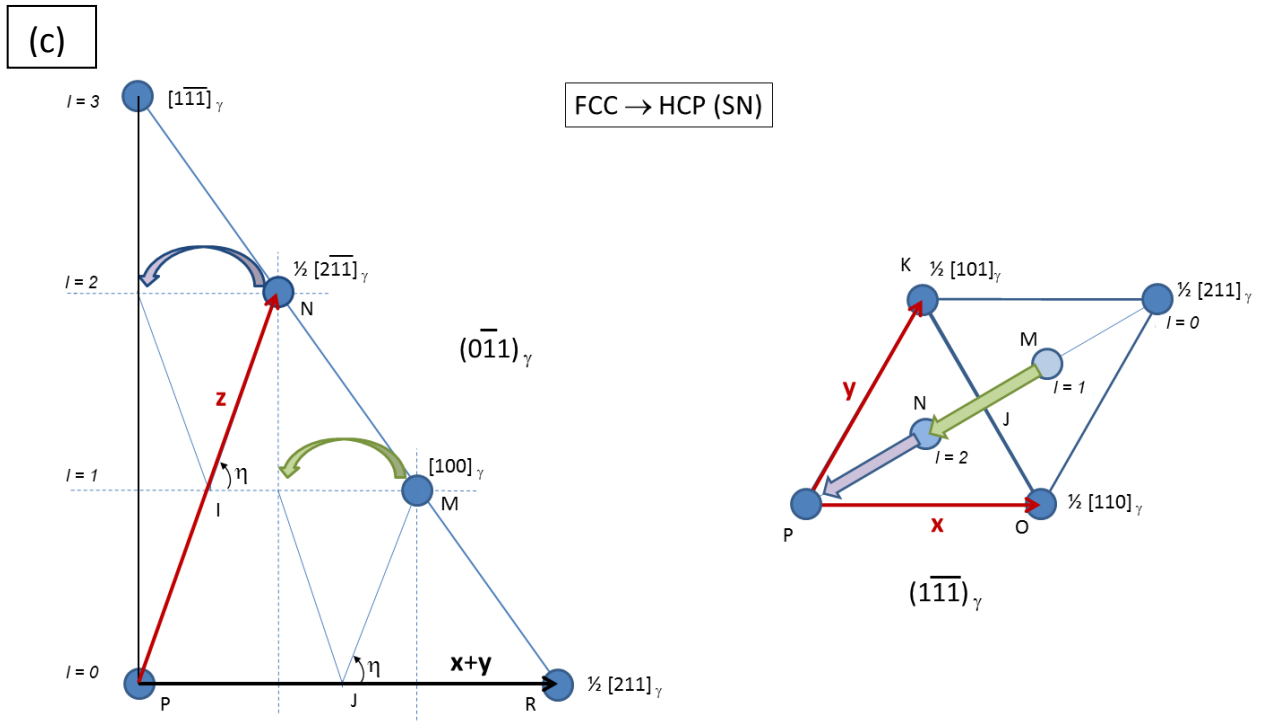 (c)
FCC → HCP (SN)
l = 3
[11̅1̅]γ
l = 2
½ [21̅1̅]γ
N
(01̅1)γ
z
l = 1
η
I
[100]γ
M
l = 0
η
x+y
P
J
R
½ [211]γ
K
½ [101]γ
½ [211]γ
l = 0
M
y
l = 1
N
J
l = 2
P
x
O
½ [110]γ
(11̅1̅)γ